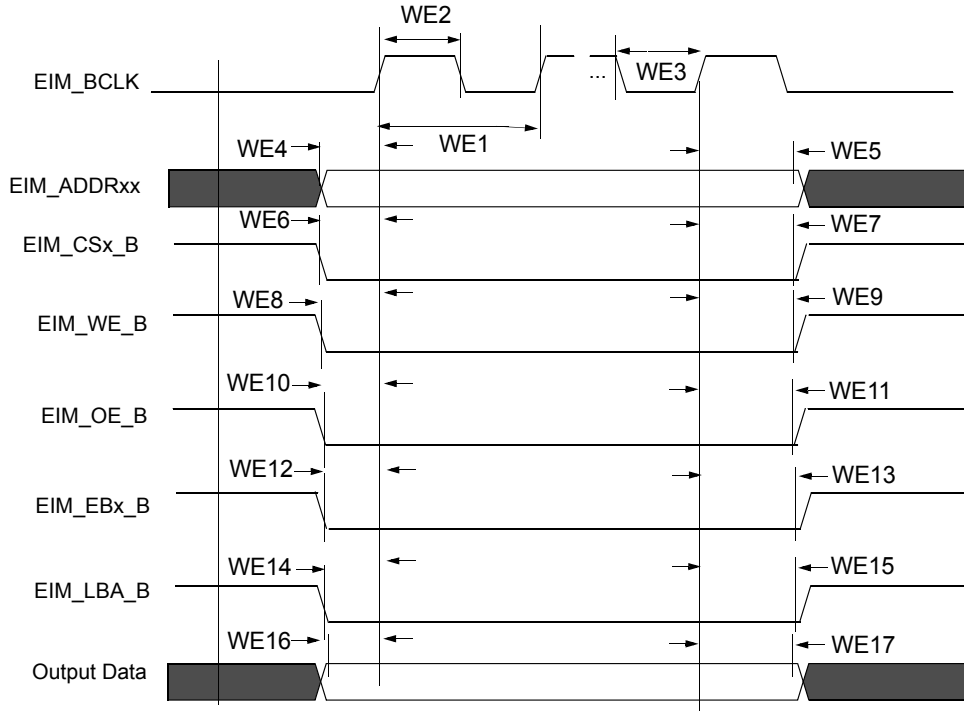 WE2
EIM_BCLK
...
WE3
WE4
WE1
WE5
EIM_ADDRxx
WE6
WE7
EIM_CSx_B
WE8
WE9
EIM_WE_B
WE10
WE11
EIM_OE_B
WE12
WE13
EIM_EBx_B
WE14
WE15
EIM_LBA_B
WE16
WE17
Output Data